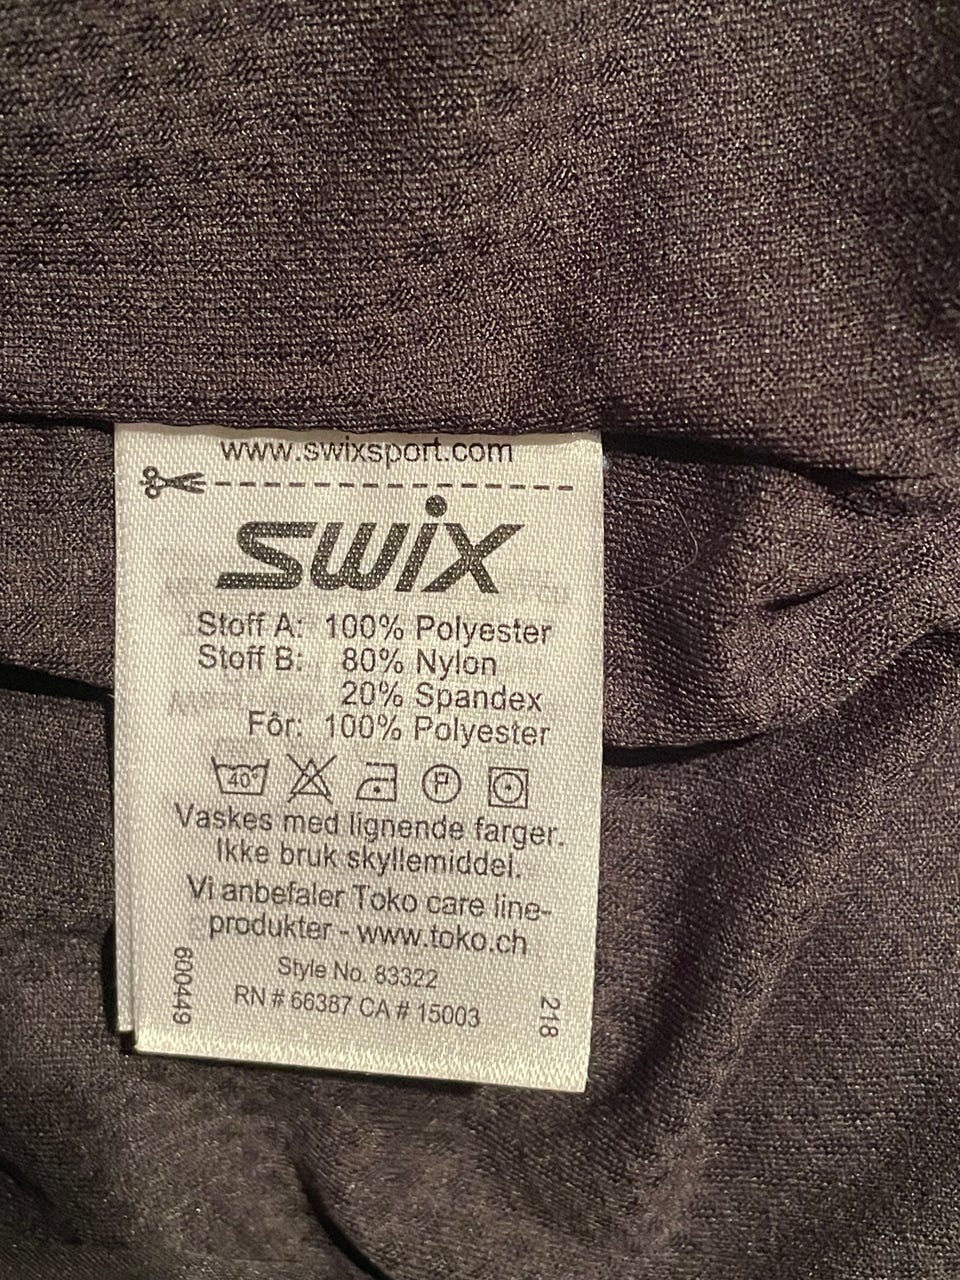 www.swixsport.com
swix
Stoff A: 100% Polyester
Stoff B: 80% Nylon
20% Spandex
Fôr: 100% Polyester
40° P
Vaskes med lignende farger.
Ikke bruk skyllemiddel.
Vi anbefaler Toko care line-
produkter - www.toko.ch
Style No. 83322
RN # 66387 CA # 15003
600449
218